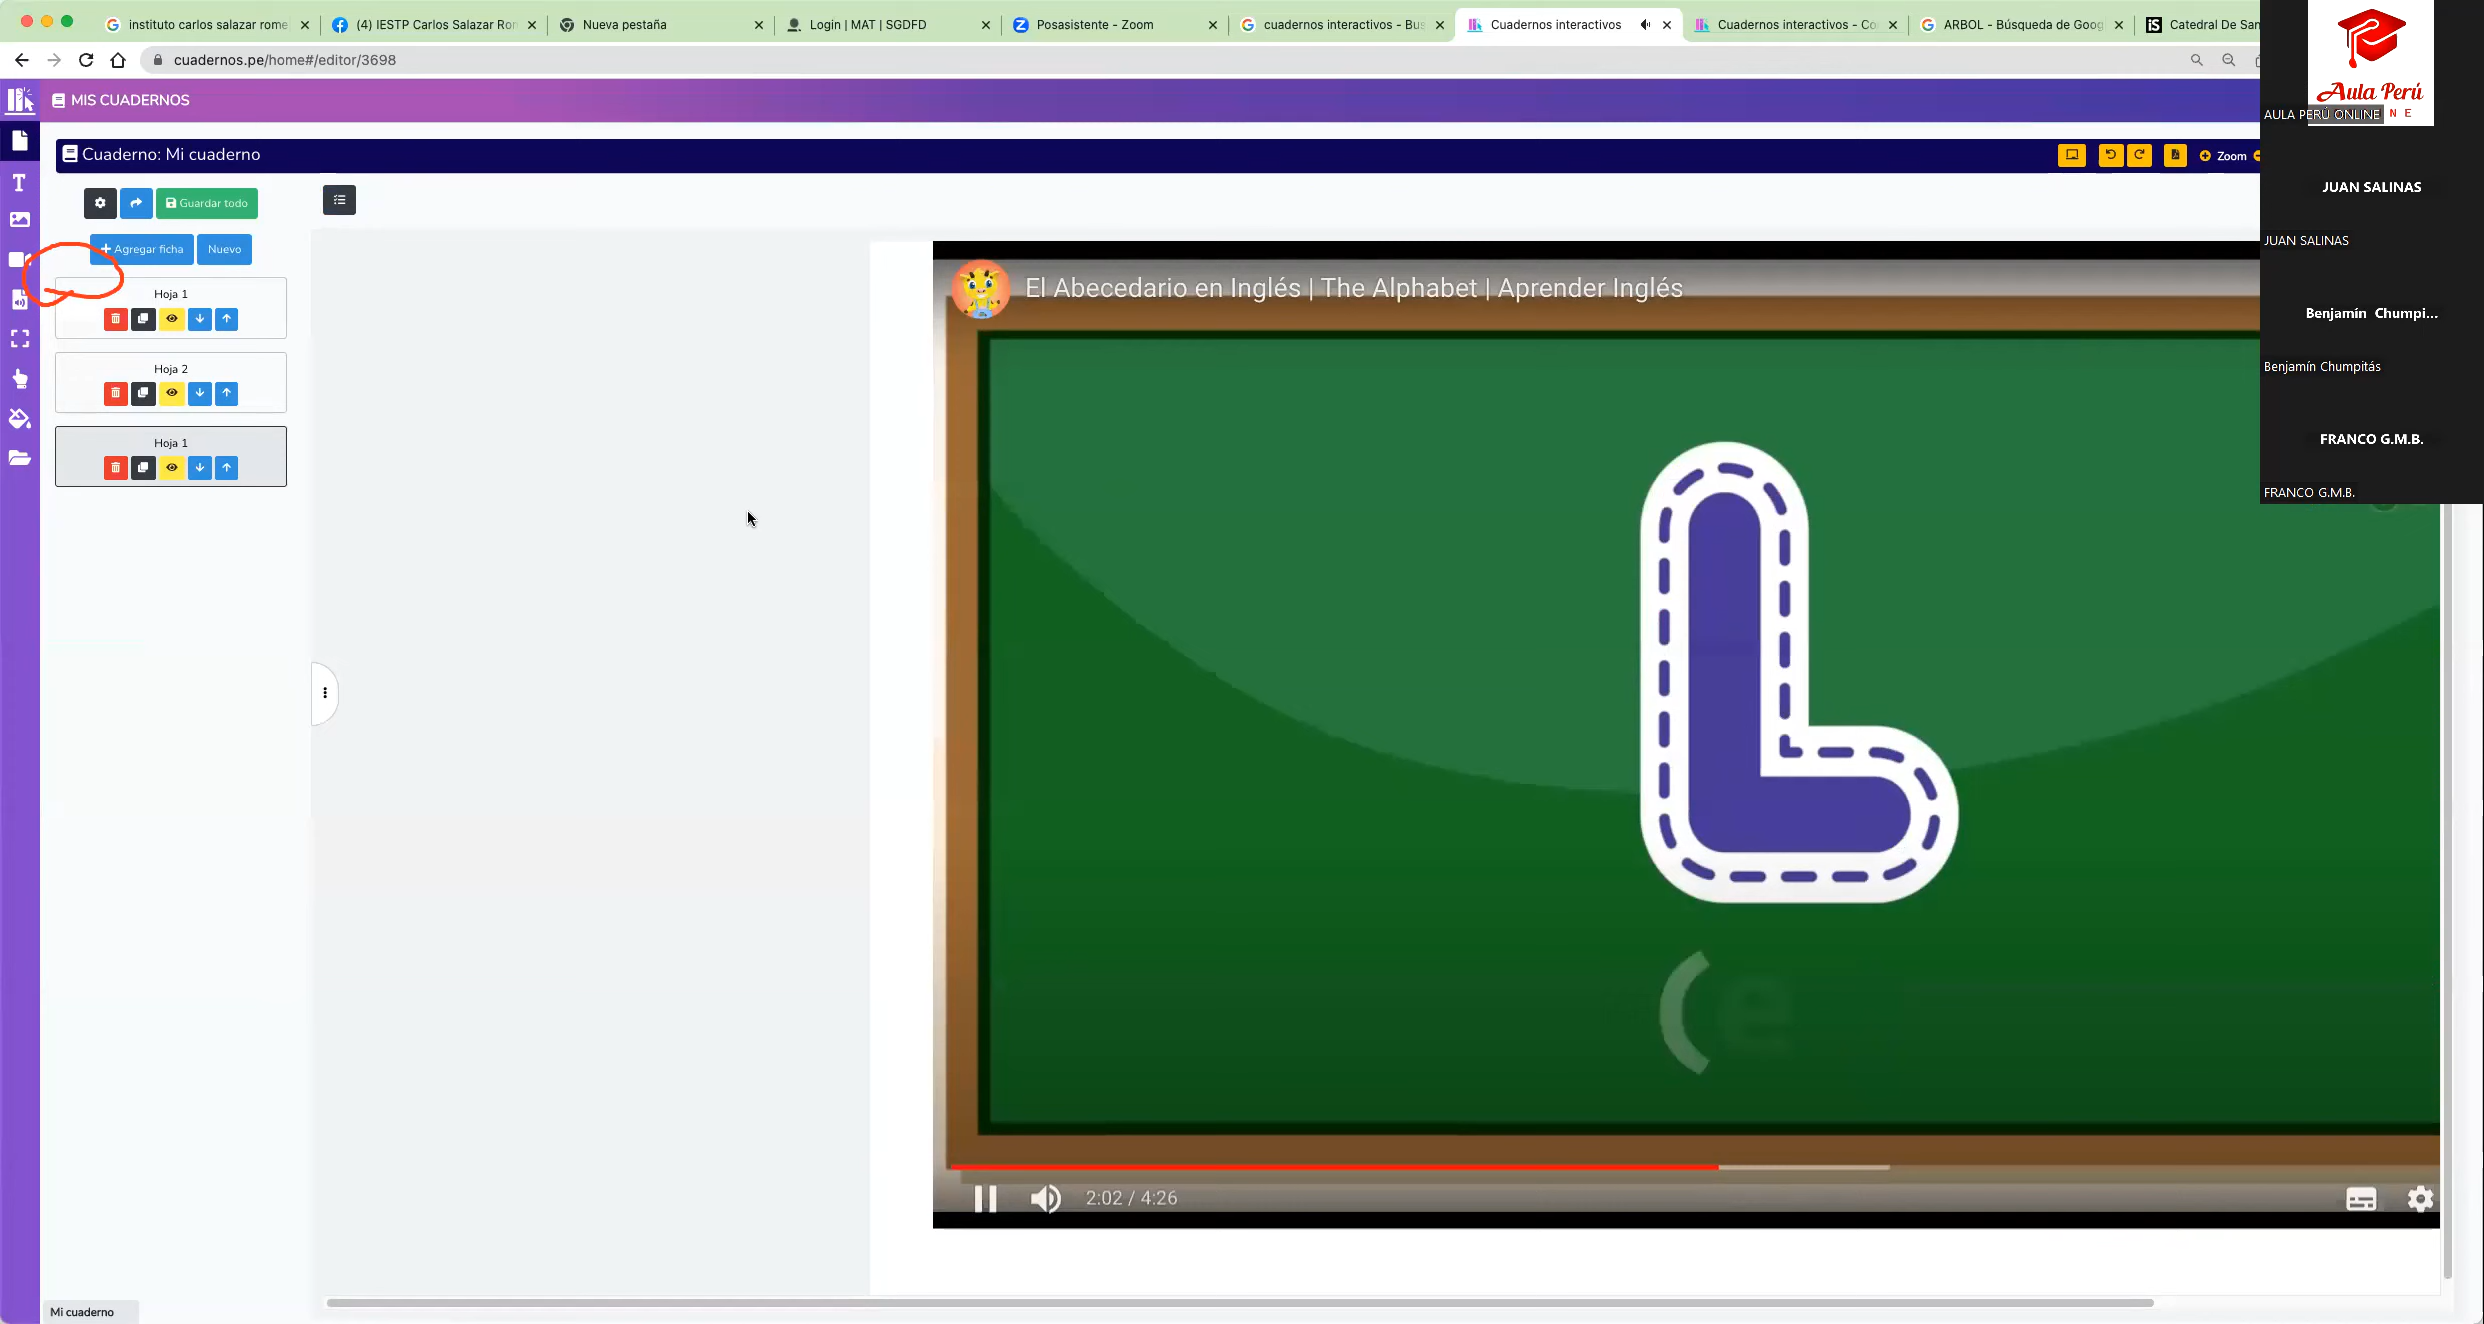 instituto carlos salazar rome
(4) IESTP Carlos Salazar Ron
Nueva pestaña
Login | MAT | SGDFD
Posasistente - Zoom
cuadernos interactivos - Bus
Cuadernos interactivos
Cuadernos interactivos - Co
ARBOL - Búsqueda de Goog
Catedral De San
cuadernos.pe/home#/editor/3698
MIS CUADERNOS
Cuaderno: Mi cuaderno
Zoom
Guardar todo
Agregar ficha
Nuevo
Hoja 1
Hoja 2
Hoja 1
El Abecedario en Inglés | The Alphabet | Aprender Inglés
L
(e
2:02 / 4:26
Mi cuaderno
Aula Perú
AULA PERÚ ONLINE
N E
JUAN SALINAS
JUAN SALINAS
Benjamín Chumpi...
Benjamín Chumpitás
FRANCO G.M.B.
FRANCO G.M.B.